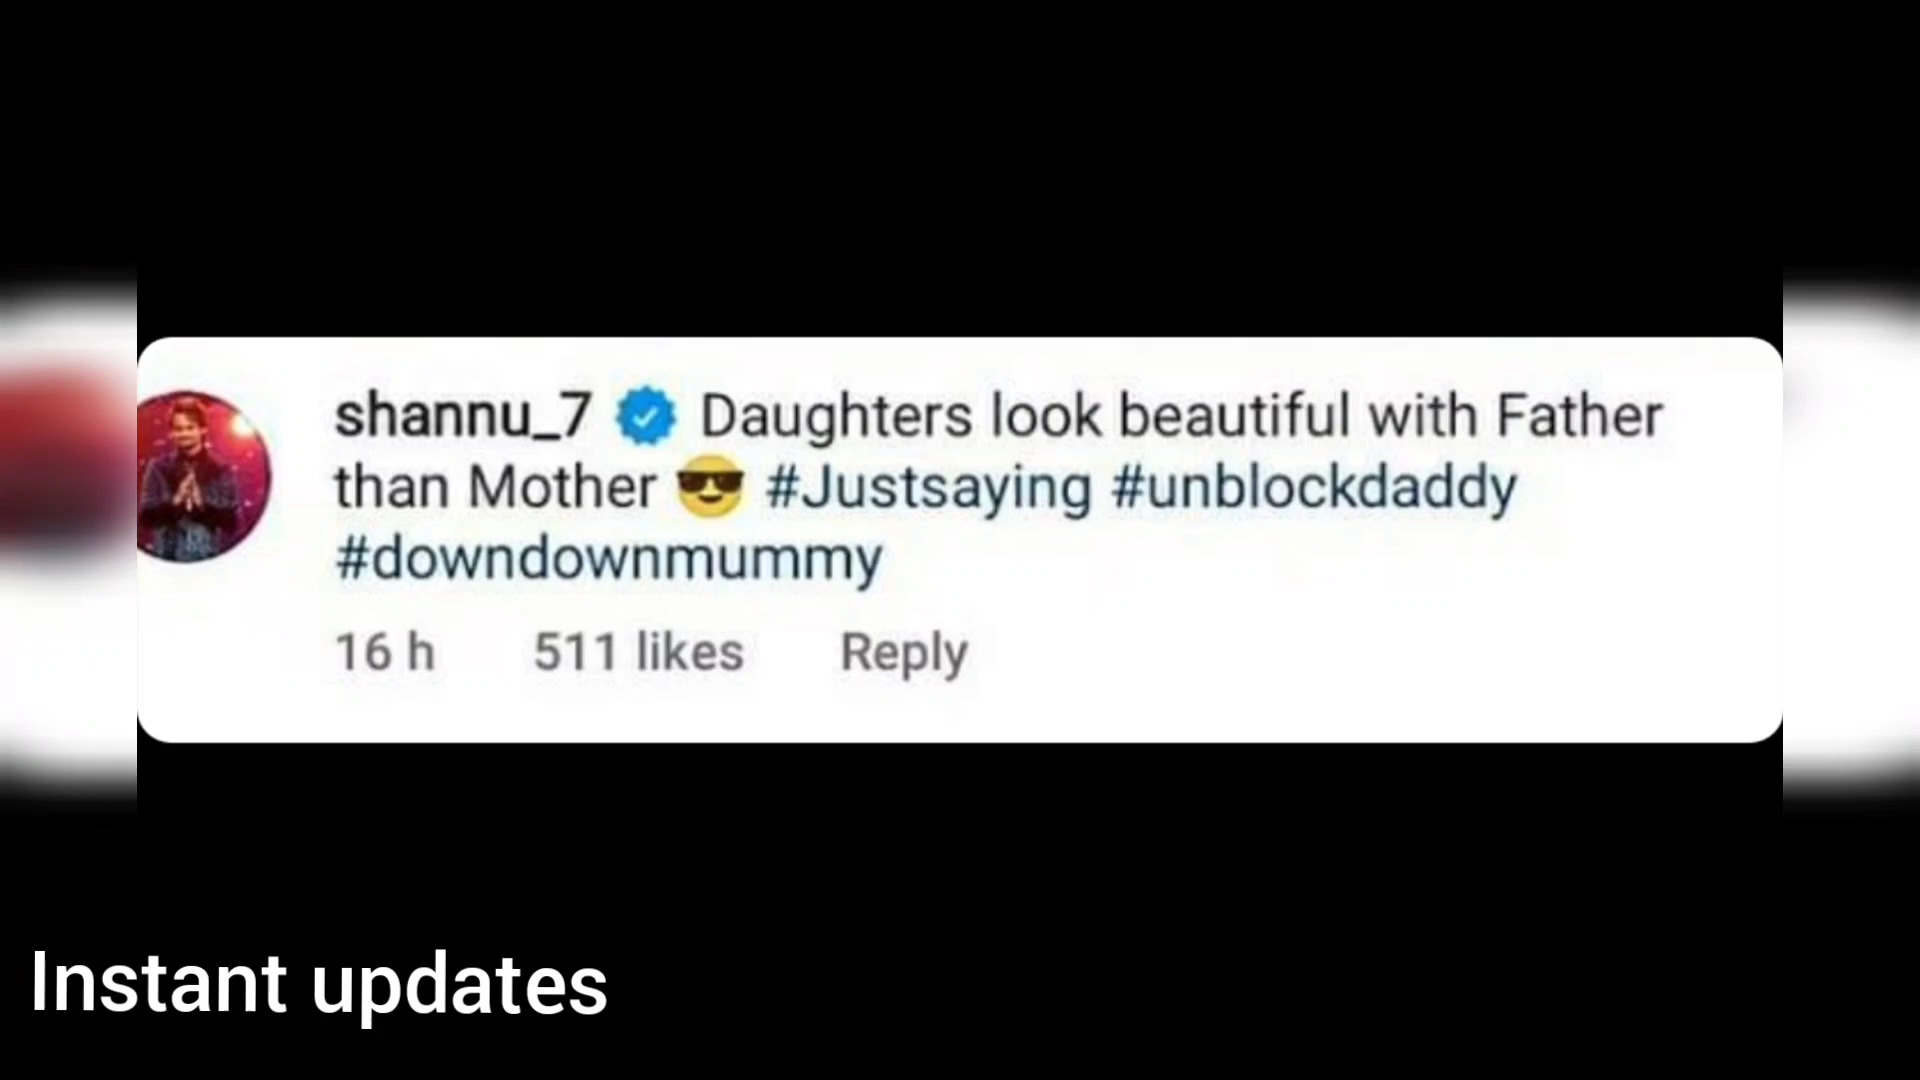 shannu_7 Daughters look beautiful with Father
than Mother 😎 #Justsaying #unblockdaddy
#downdownmummy
16 h 511 likes Reply
Instant updates